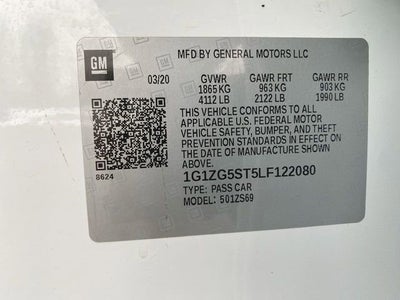 GM
MFD BY GENERAL MOTORS LLC
03/20 GVWR GAWR FRT GAWR RR
1865 KG 963 KG 903 KG
4112 LB 2122 LB 1990 LB
THIS VEHICLE CONFORMS TO ALL
APPLICABLE U.S. FEDERAL MOTOR
VEHICLE SAFETY, BUMPER, AND THEFT
PREVENTION STANDARDS IN EFFECT ON
THE DATE OF MANUFACTURE SHOWN
ABOVE.
8624
1G1ZG5ST5LF122080
TYPE: PASS CAR
MODEL: 501ZS69